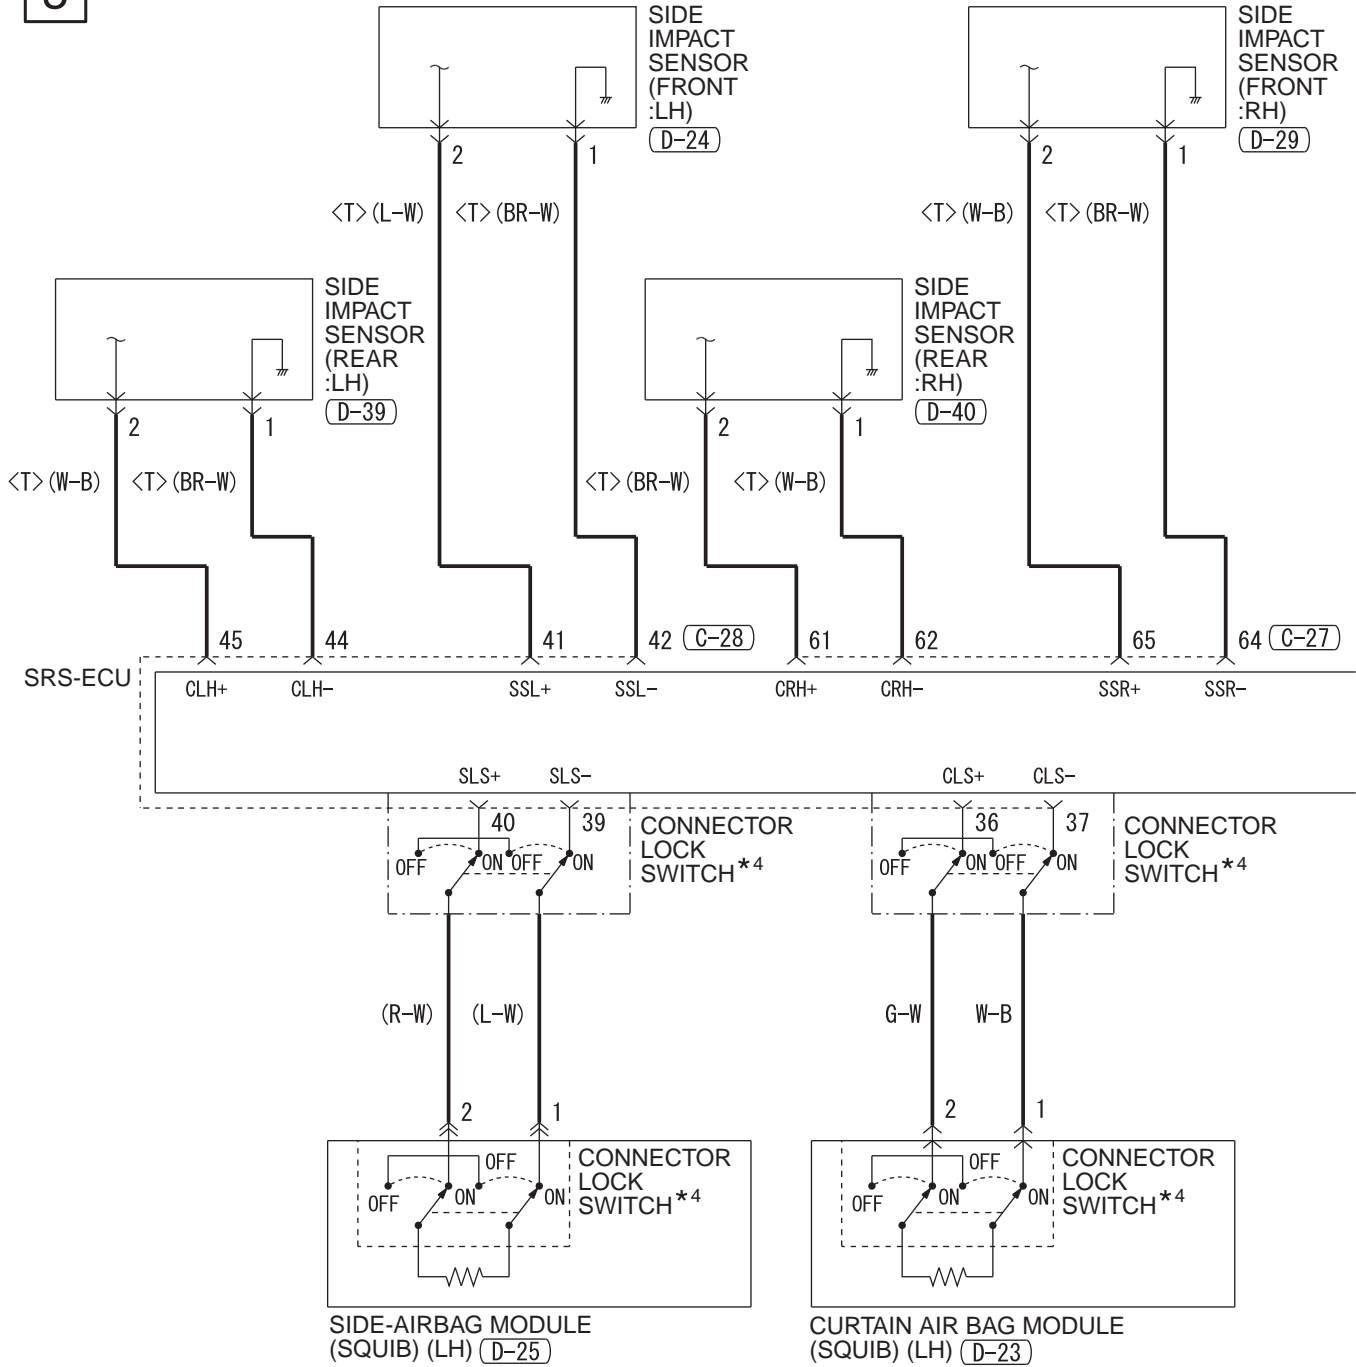 SIDE
IMPACT
SENSOR
(FRONT
:LH)
D-24
SIDE
IMPACT
SENSOR
(FRONT
:RH)
D-29
2
1
2
1
<T>(L-W)
<T>(BR-W)
<T>(W-B)
<T>(BR-W)
SIDE
IMPACT
SENSOR
(REAR
:LH)
D-39
SIDE
IMPACT
SENSOR
(REAR
:RH)
D-40
2
1
2
1
<T>(W-B)
<T>(BR-W)
<T>(BR-W)
<T>(W-B)
45
44
41
42
C-28
61
62
65
64
C-27
SRS-ECU
CLH+
CLH-
SSL+
SSL-
CRH+
CRH-
SSR+
SSR-
SLS+
SLS-
CLS+
CLS-
40
39
36
37
OFF
ON
OFF
ON
CONNECTOR
LOCK
SWITCH*4
OFF
ON
OFF
ON
CONNECTOR
LOCK
SWITCH*4
(R-W)
(L-W)
G-W
W-B
2
1
2
1
OFF
OFF
ON
ON
CONNECTOR
LOCK
SWITCH*4
OFF
OFF
ON
ON
CONNECTOR
LOCK
SWITCH*4
SIDE-AIRBAG MODULE
(SQUIB) (LH) D-25
CURTAIN AIR BAG MODULE
(SQUIB) (LH) D-23